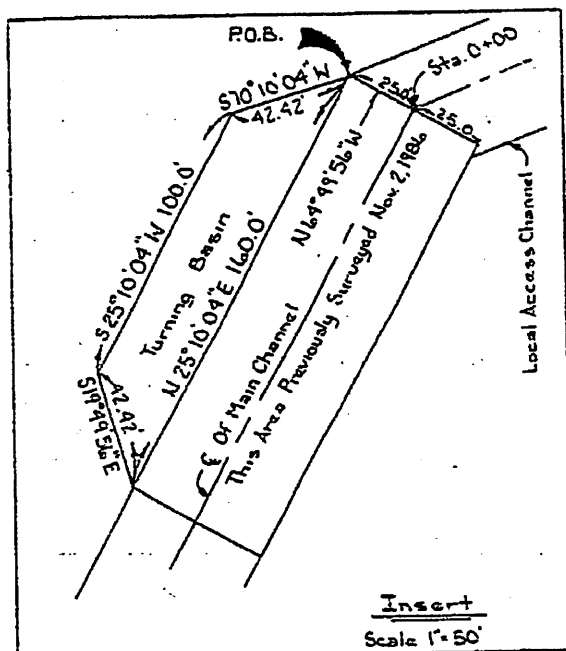 P.O.B.
Sta. 0+00
S70°10'04"W
42.42'
25.0
25.0
N64°49'56"W
S 25°10'04" W 100.0'
Turning Basin
N 25°10'04" E 160.0'
℄ Of Main Channel
This Area Previously Surveyed Nov. 2, 1986
Local Access Channel
S19°49'56"E
42.42'
Insert
Scale 1"=50'